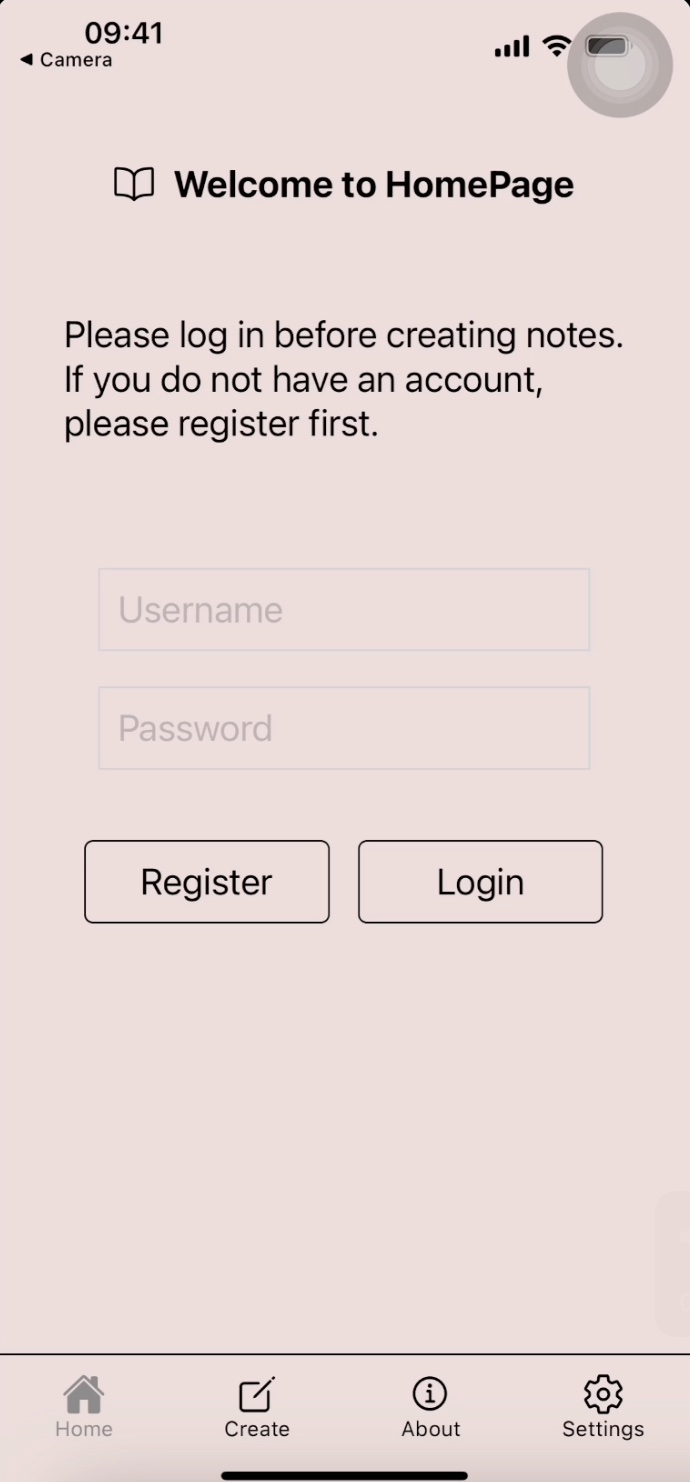 09:41
◀ Camera
Welcome to HomePage
Please log in before creating notes.
If you do not have an account,
please register first.
Username
Password
Register Login
Home Create About Settings